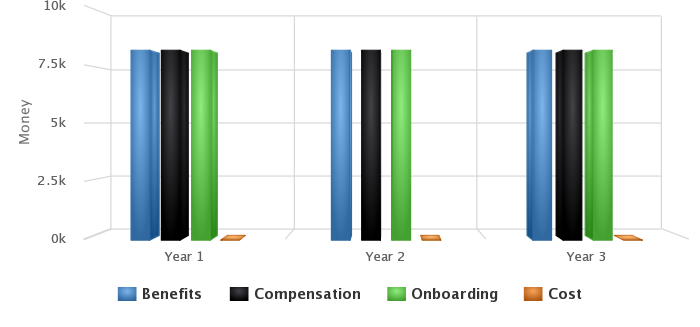 10k
7.5k
5k
2.5k
0k
Money
Year 1 Year 2 Year 3
Benefits Compensation Onboarding Cost